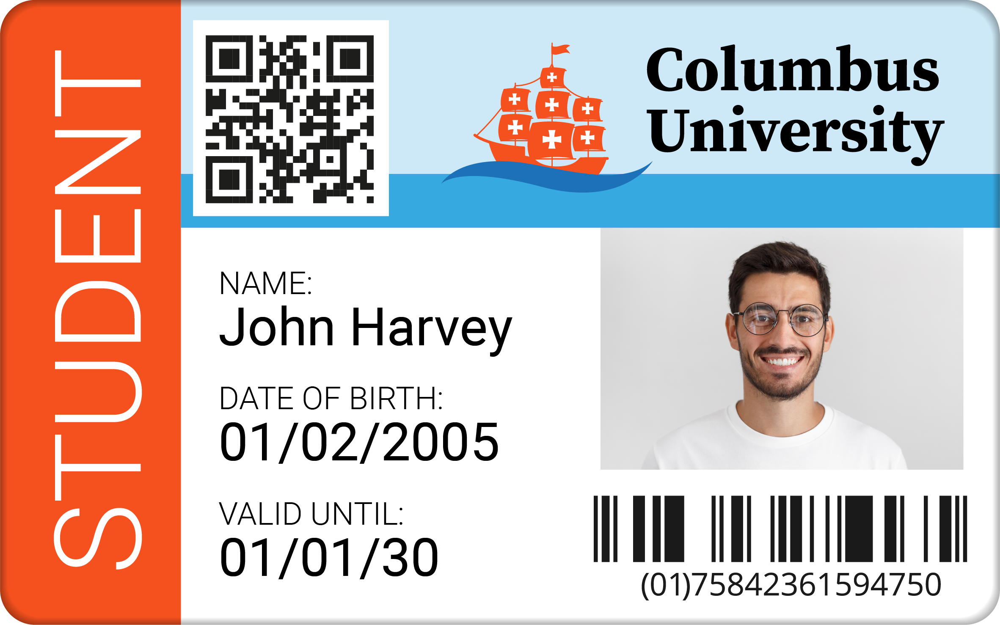 STUDENT
Columbus
University
NAME:
John Harvey
DATE OF BIRTH:
01/02/2005
VALID UNTIL:
01/01/30
(01)75842361594750